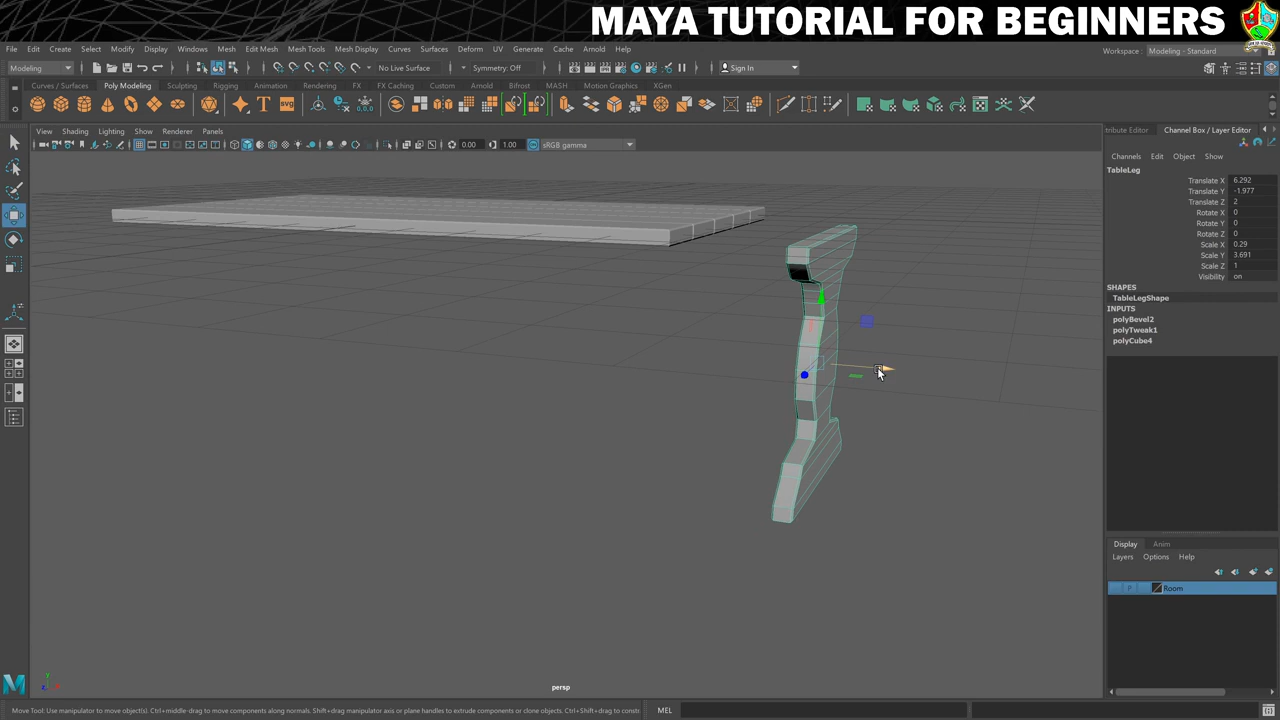 MAYA TUTORIAL FOR BEGINNERS
File Edit Create Select Modify Display Windows Mesh Edit Mesh Mesh Tools Mesh Display Curves Surfaces Deform UV Generate Cache Arnold Help
Workspace : Modeling - Standard
Modeling No Live Surface Symmetry: Off Sign In
Curves / Surfaces Poly Modeling Sculpting Rigging Animation Rendering FX FX Caching Custom Arnold Bifrost MASH Motion Graphics XGen
View Shading Lighting Show Renderer Panels
tribute Editor Channel Box / Layer Editor
0.00 1.00 sRGB gamma
Channels Edit Object Show
TableLeg
Translate X 6.292
Translate Y -1.977
Translate Z 2
Rotate X 0
Rotate Y 0
Rotate Z 0
Scale X 0.29
Scale Y 3.691
Scale Z 1
Visibility on
SHAPES
TableLegShape
INPUTS
polyBevel2
polyTweak1
polyCube4
Display Anim
Layers Options Help
P Room
persp
Move Tool: Use manipulator to move object(s). Ctrl+middle-drag to move components along normals. Shift+drag manipulator axis or plane handles to extrude components or clone objects. Ctrl+Shift+drag to constr
MEL